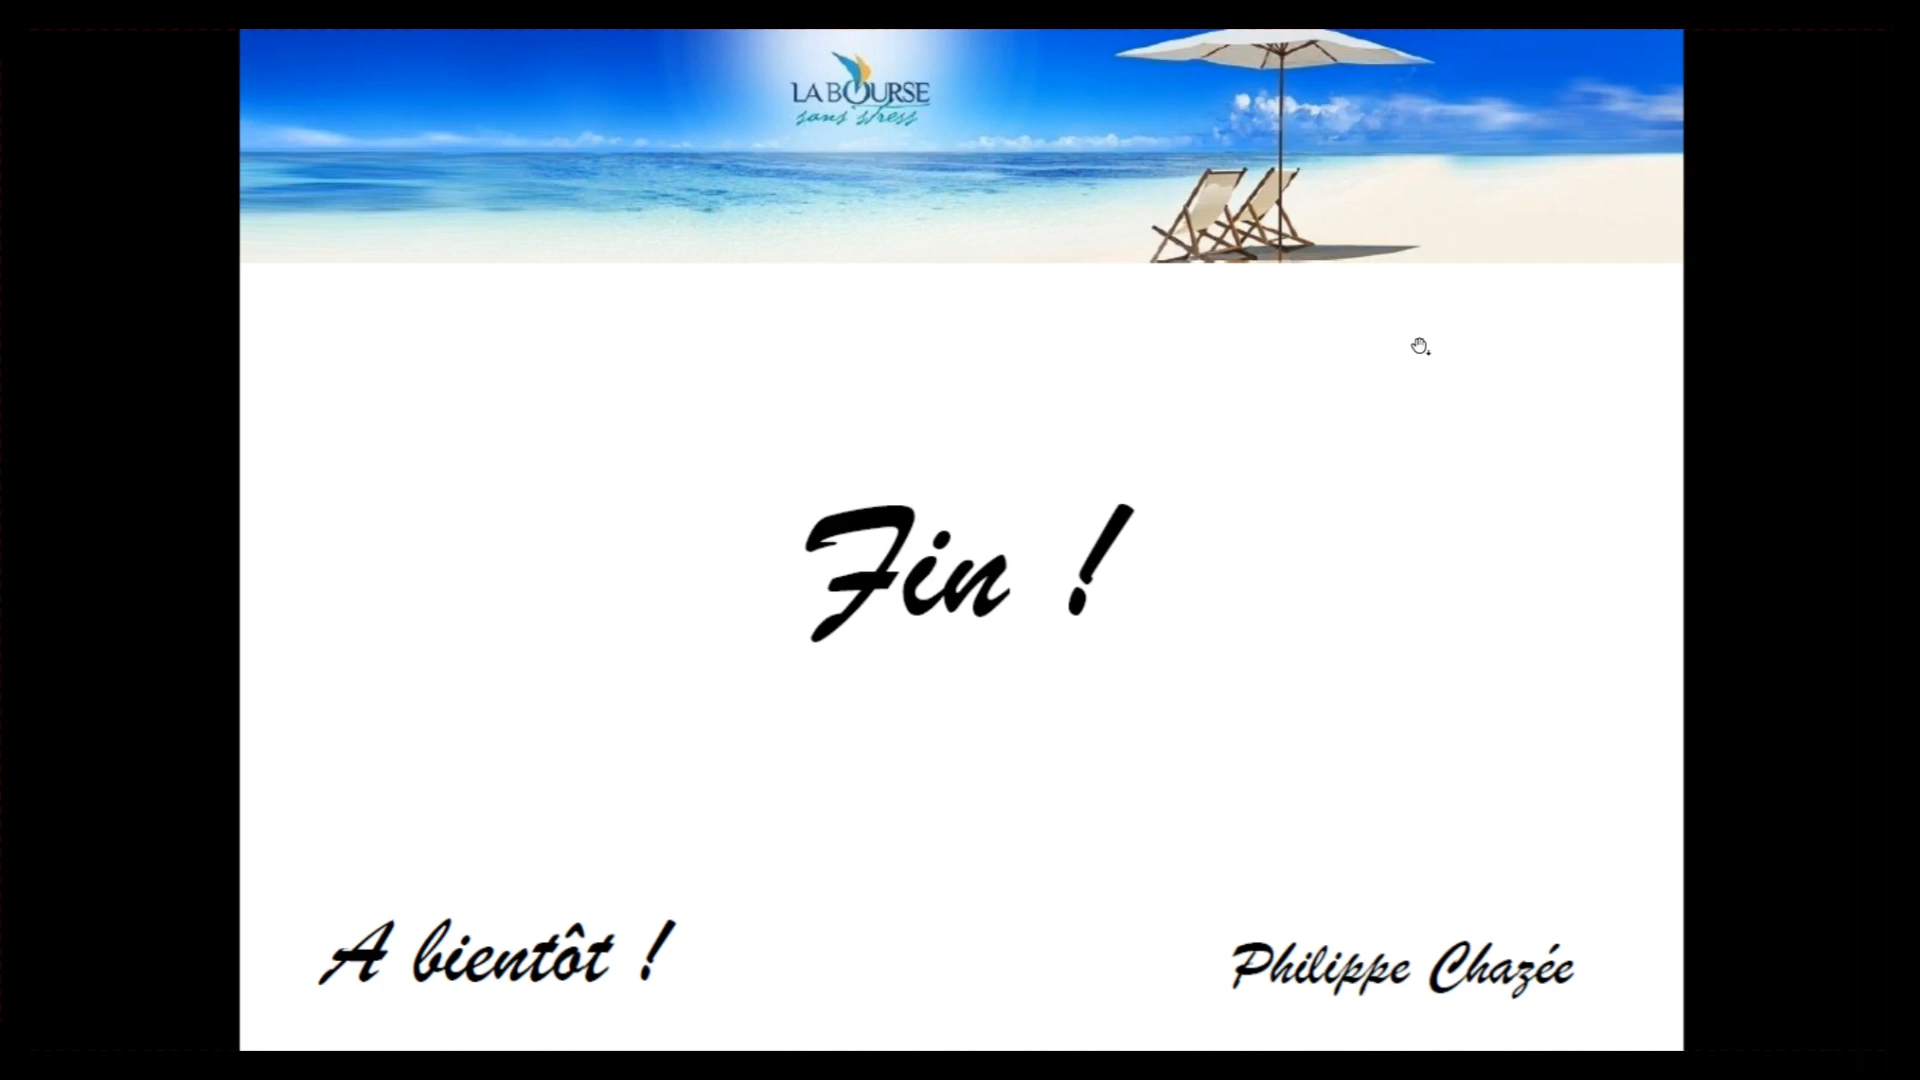 LA BOURSE
sans stress
Fin !
A bientôt !
Philippe Chazée